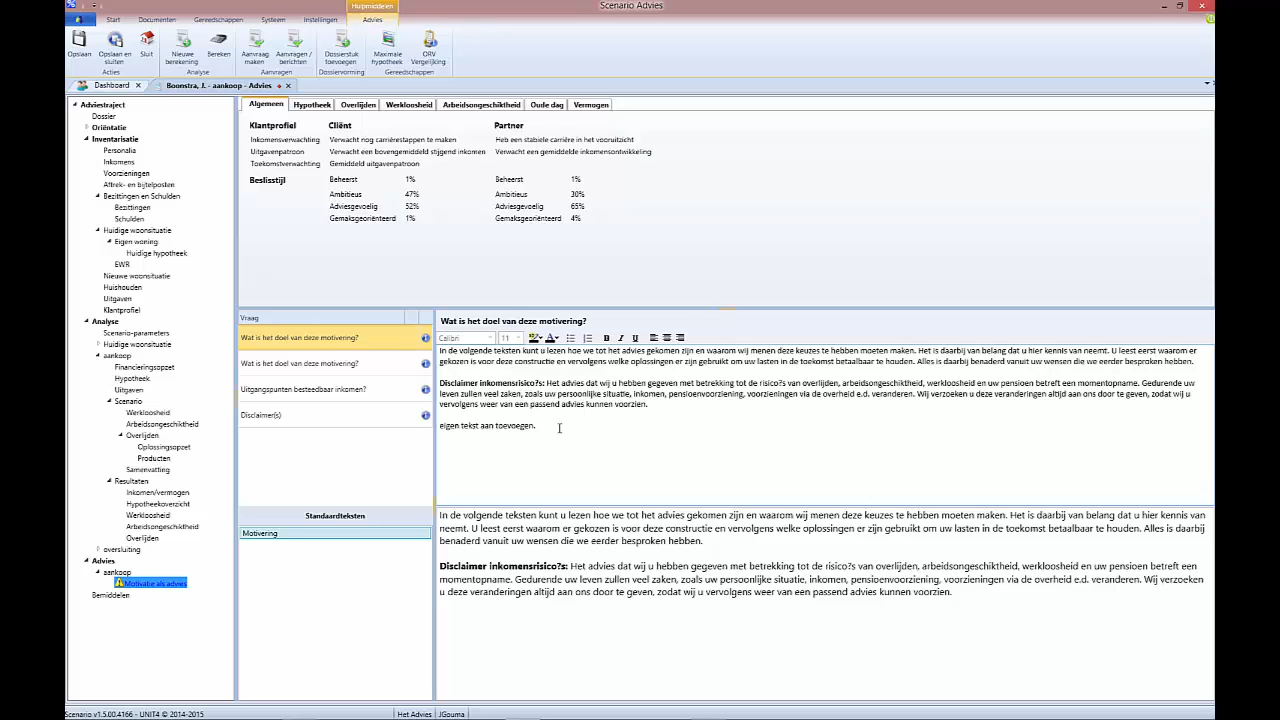 Scenario Advies
Hulpmiddelen
Start Documenten Gereedschappen Systeem Instellingen Advies
Opslaan Opslaan en sluiten Sluit Nieuwe berekening Bereken Aanvraag maken Aanvragen / berichten Dossierstuk toevoegen Maximale hypotheek ORV Vergelijking
Acties Analyse Aanvragen Dossiervorming Gereedschappen
Dashboard Boonstra, J. - aankoop - Advies
Adviestraject
Dossier
Oriëntatie
Inventarisatie
Personalia
Inkomens
Voorzieningen
Aftrek- en bijtelposten
Bezittingen en Schulden
Bezittingen
Schulden
Huidige woonsituatie
Eigen woning
Huidige hypotheek
EWR
Nieuwe woonsituatie
Huishouden
Uitgaven
Klantprofiel
Analyse
Scenario-parameters
Huidige woonsituatie
aankoop
Financieringsopzet
Hypotheek
Uitgaven
Scenario
Werkloosheid
Arbeidsongeschiktheid
Overlijden
Oplossingsopzet
Producten
Samenvatting
Resultaten
Inkomen/vermogen
Hypotheekoverzicht
Werkloosheid
Arbeidsongeschiktheid
Overlijden
oversluiting
Advies
aankoop
Motivatie als advies
Bemiddelen
Algemeen Hypotheek Overlijden Werkloosheid Arbeidsongeschiktheid Oude dag Vermogen
Klantprofiel Cliënt Partner
Inkomensverwachting Verwacht nog carrièrestappen te maken Heb een stabiele carrière in het vooruitzicht
Uitgavenpatroon Verwacht een bovengemiddeld stijgend inkomen Verwacht een gemiddelde inkomensontwikkeling
Toekomstverwachting Gemiddeld uitgavenpatroon
Beslisstijl Beheerst 1% Beheerst 1%
Ambitieus 47% Ambitieus 30%
Adviesgevoelig 52% Adviesgevoelig 65%
Gemaksgeoriënteerd 1% Gemaksgeoriënteerd 4%
Vraag
Wat is het doel van deze motivering?
Wat is het doel van deze motivering?
Uitgangspunten besteedbaar inkomen?
Disclaimer(s)
Standaardteksten
Motivering
Wat is het doel van deze motivering?
Calibri 11 B I U
In de volgende teksten kunt u lezen hoe we tot het advies gekomen zijn en waarom wij menen deze keuzes te hebben moeten maken. Het is daarbij van belang dat u hier kennis van neemt. U leest eerst waarom er
gekozen is voor deze constructie en vervolgens welke oplossingen er zijn gebruikt om uw lasten in de toekomst betaalbaar te houden. Alles is daarbij benaderd vanuit uw wensen die we eerder besproken hebben.
Disclaimer inkomensrisico?s: Het advies dat wij u hebben gegeven met betrekking tot de risico?s van overlijden, arbeidsongeschiktheid, werkloosheid en uw pensioen betreft een momentopname. Gedurende uw
leven zullen veel zaken, zoals uw persoonlijke situatie, inkomen, pensioenvoorziening, voorzieningen via de overheid e.d. veranderen. Wij verzoeken u deze veranderingen altijd aan ons door te geven, zodat wij u
vervolgens weer van een passend advies kunnen voorzien.
eigen tekst aan toevoegen.
In de volgende teksten kunt u lezen hoe we tot het advies gekomen zijn en waarom wij menen deze keuzes te hebben moeten maken. Het is daarbij van belang dat u hier kennis van
neemt. U leest eerst waarom er gekozen is voor deze constructie en vervolgens welke oplossingen er zijn gebruikt om uw lasten in de toekomst betaalbaar te houden. Alles is daarbij
benaderd vanuit uw wensen die we eerder besproken hebben.
Disclaimer inkomensrisico?s: Het advies dat wij u hebben gegeven met betrekking tot de risico?s van overlijden, arbeidsongeschiktheid, werkloosheid en uw pensioen betreft een
momentopname. Gedurende uw leven zullen veel zaken, zoals uw persoonlijke situatie, inkomen, pensioenvoorziening, voorzieningen via de overheid e.d. veranderen. Wij verzoeken
u deze veranderingen altijd aan ons door te geven, zodat wij u vervolgens weer van een passend advies kunnen voorzien.
Scenario v1.5.00.4166 - UNIT4 © 2014-2015 Het Advies JGouma